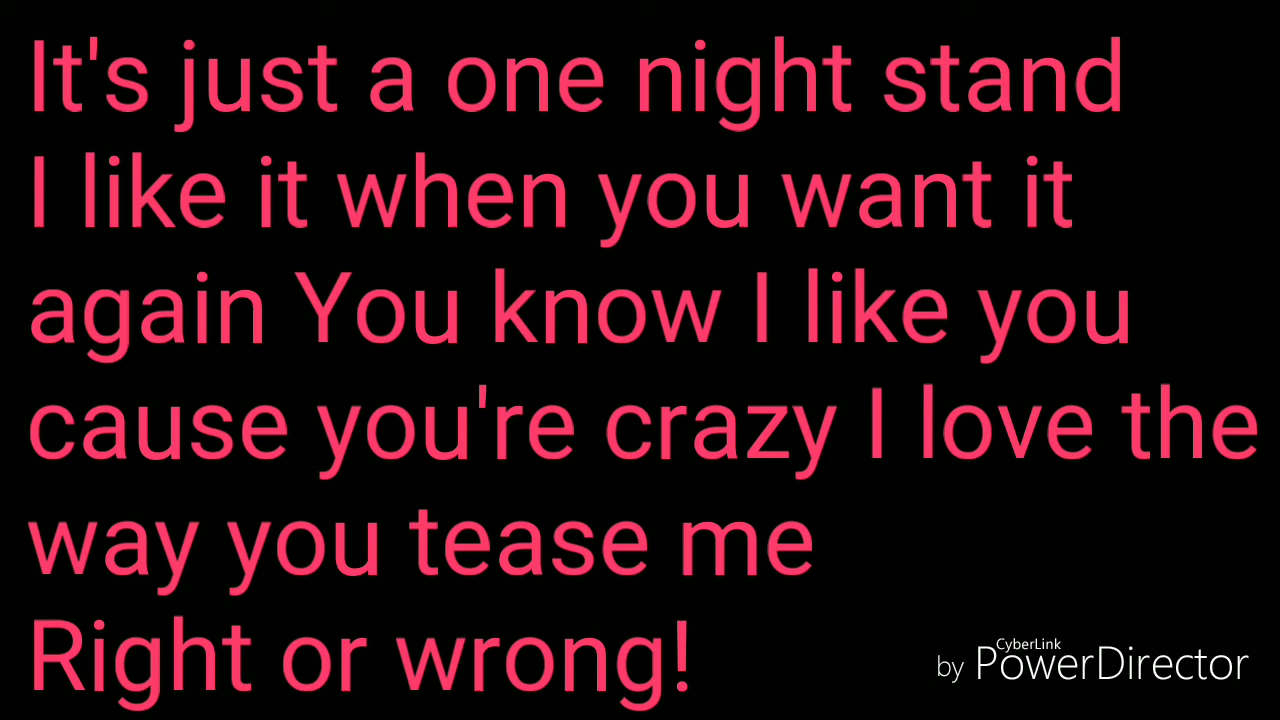 It's just a one night stand
I like it when you want it
again You know I like you
cause you're crazy I love the
way you tease me
Right or wrong!
by CyberLink PowerDirector